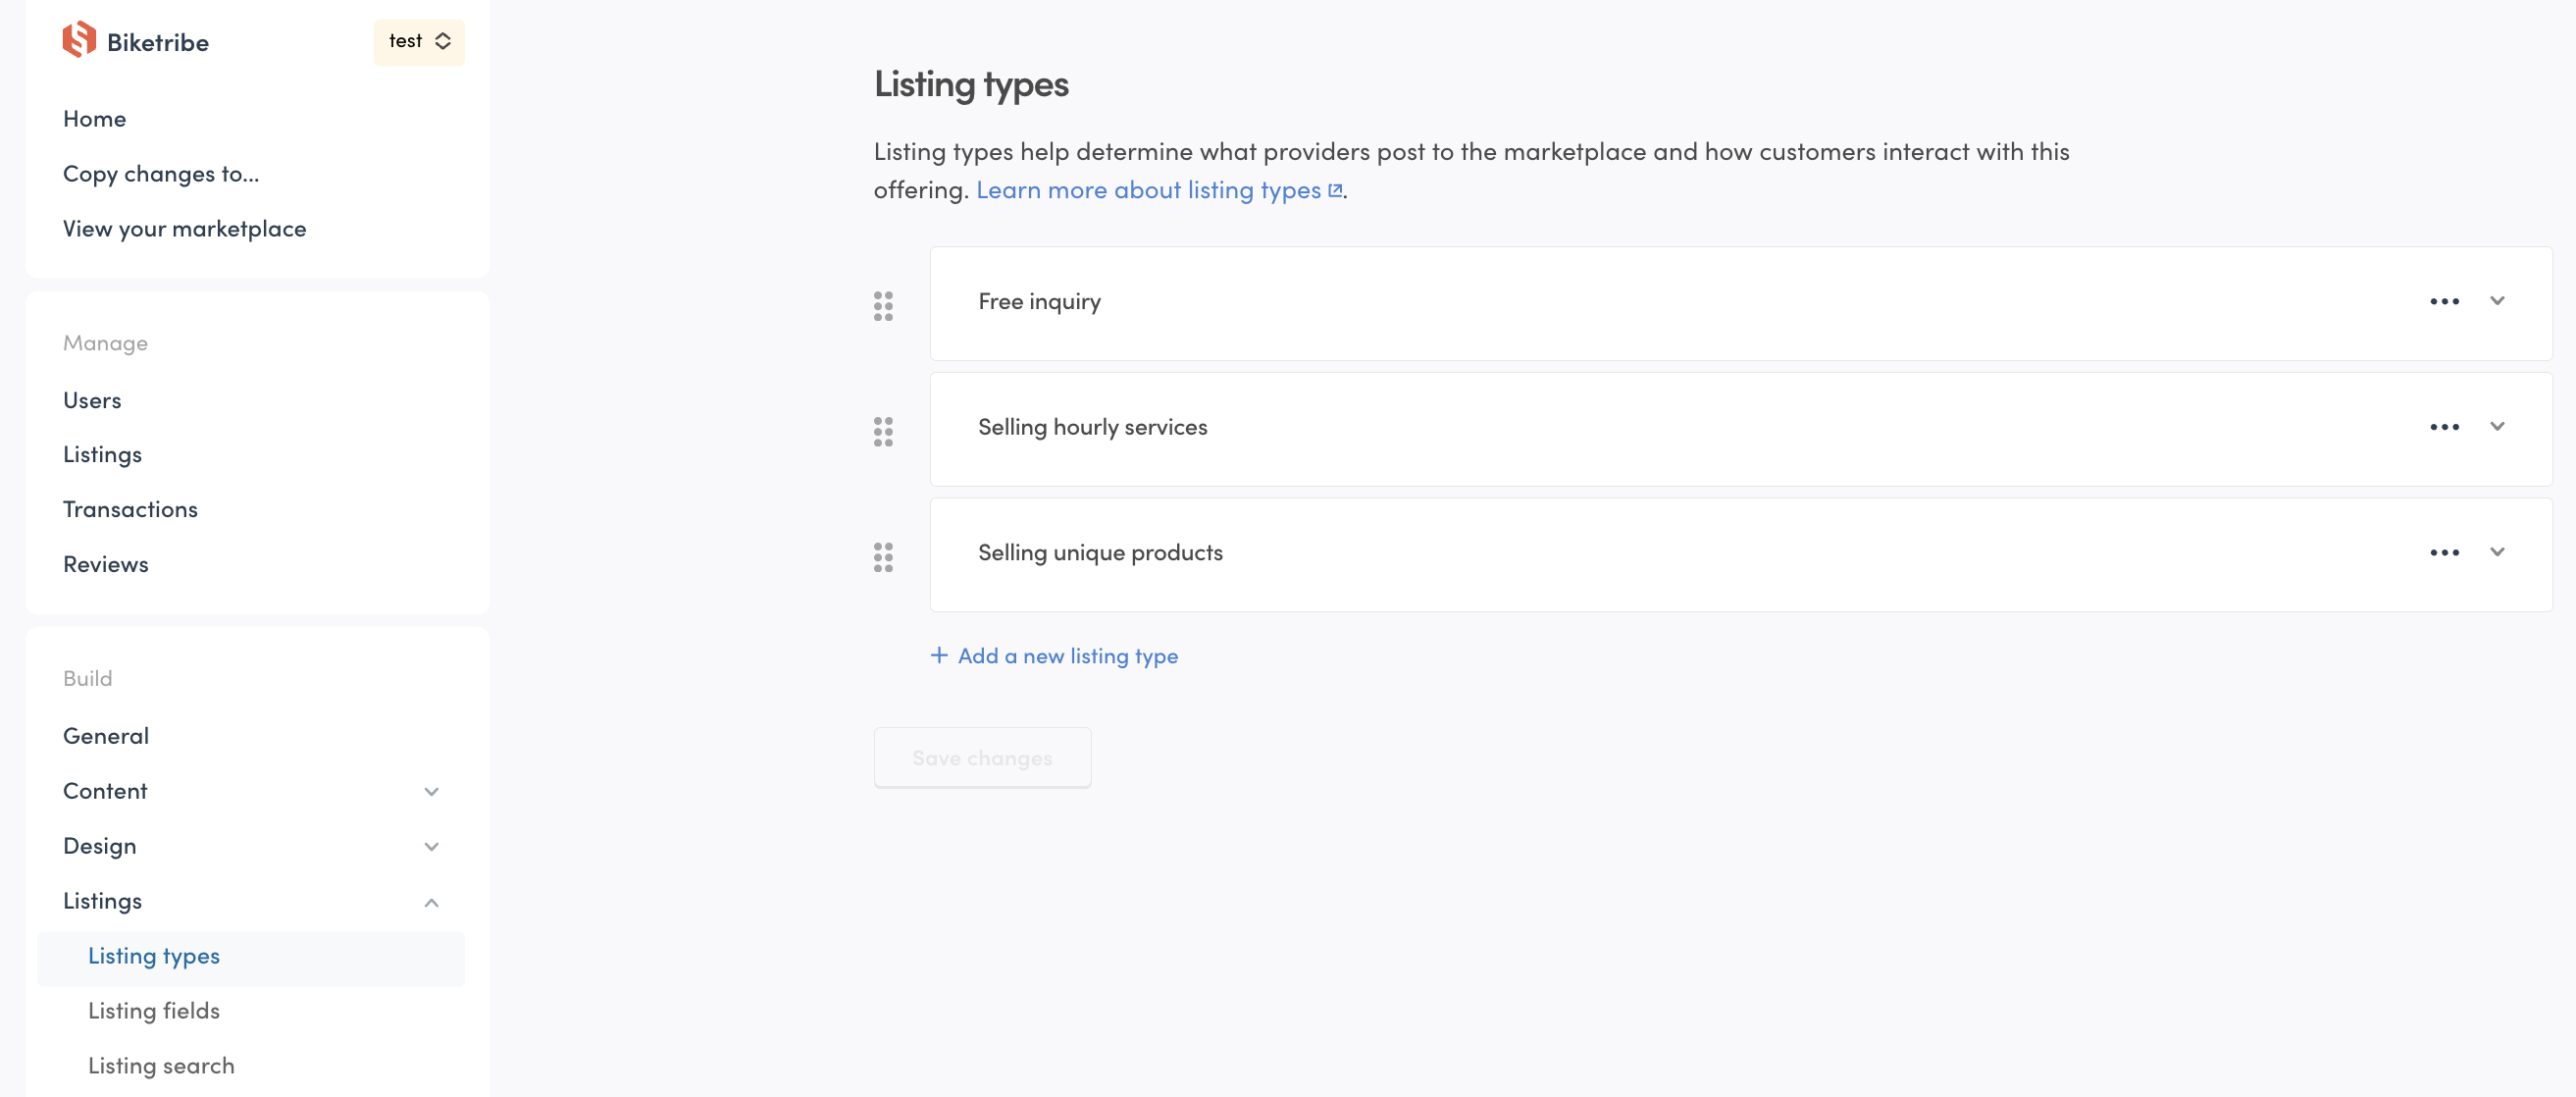 Biketribe
test
Home
Copy changes to...
View your marketplace
Manage
Users
Listings
Transactions
Reviews
Build
General
Content
Design
Listings
Listing types
Listing fields
Listing search
Listing types
Listing types help determine what providers post to the marketplace and how customers interact with this
offering. Learn more about listing types.
Free inquiry
Selling hourly services
Selling unique products
+ Add a new listing type
Save changes